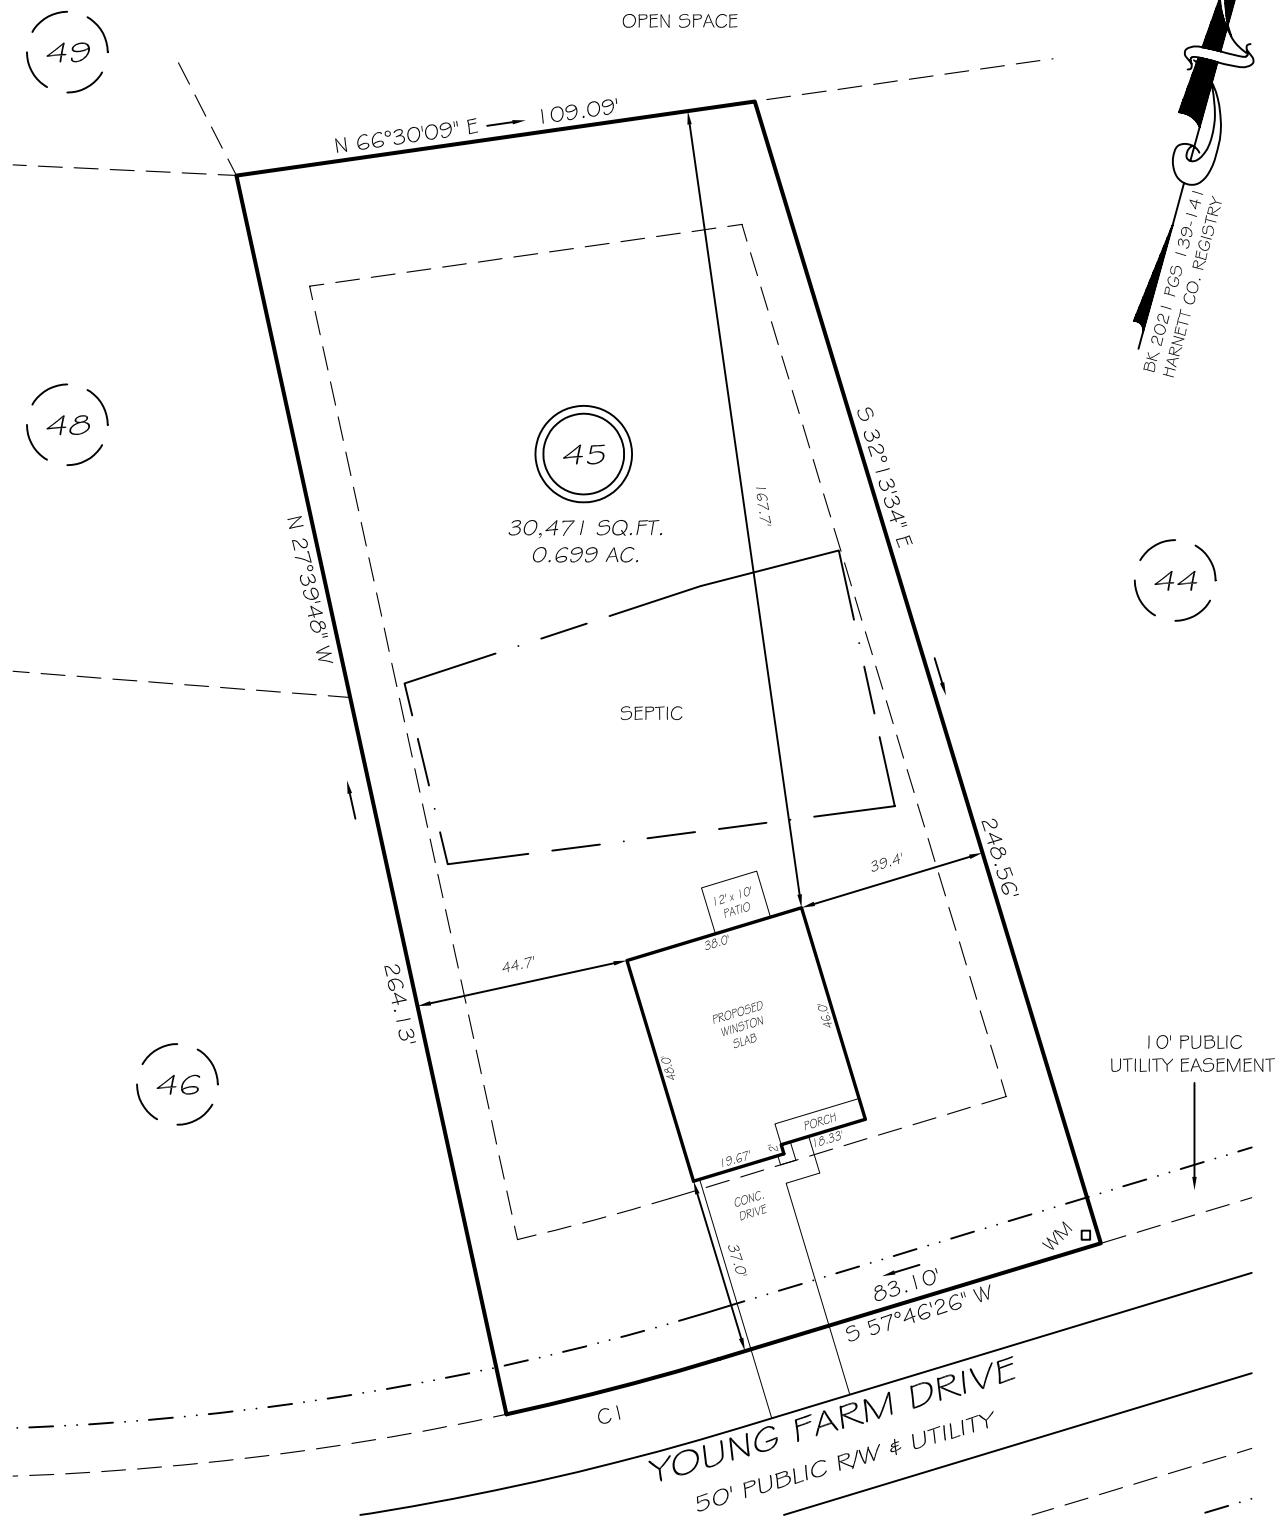 OPEN SPACE
49
N 66°30'09" E
109.09'
BK 2021 PGS 139-141
HARNETT CO. REGISTRY
48
45
30,471 SQ.FT.
0.699 AC.
167.7'
S 32°13'34" E
N 27°39'48" W
44
SEPTIC
248.56'
39.4'
12' x 10'
PATIO
38.0'
44.7'
264.13'
PROPOSED
WINSTON
SLAB
46.0'
48.0'
46
10' PUBLIC
UTILITY EASEMENT
PORCH
18.33'
2'
19.67'
CONC.
DRIVE
37.0'
WM
83.10'
S 57°46'26" W
C1
YOUNG FARM DRIVE
50' PUBLIC R/W & UTILITY